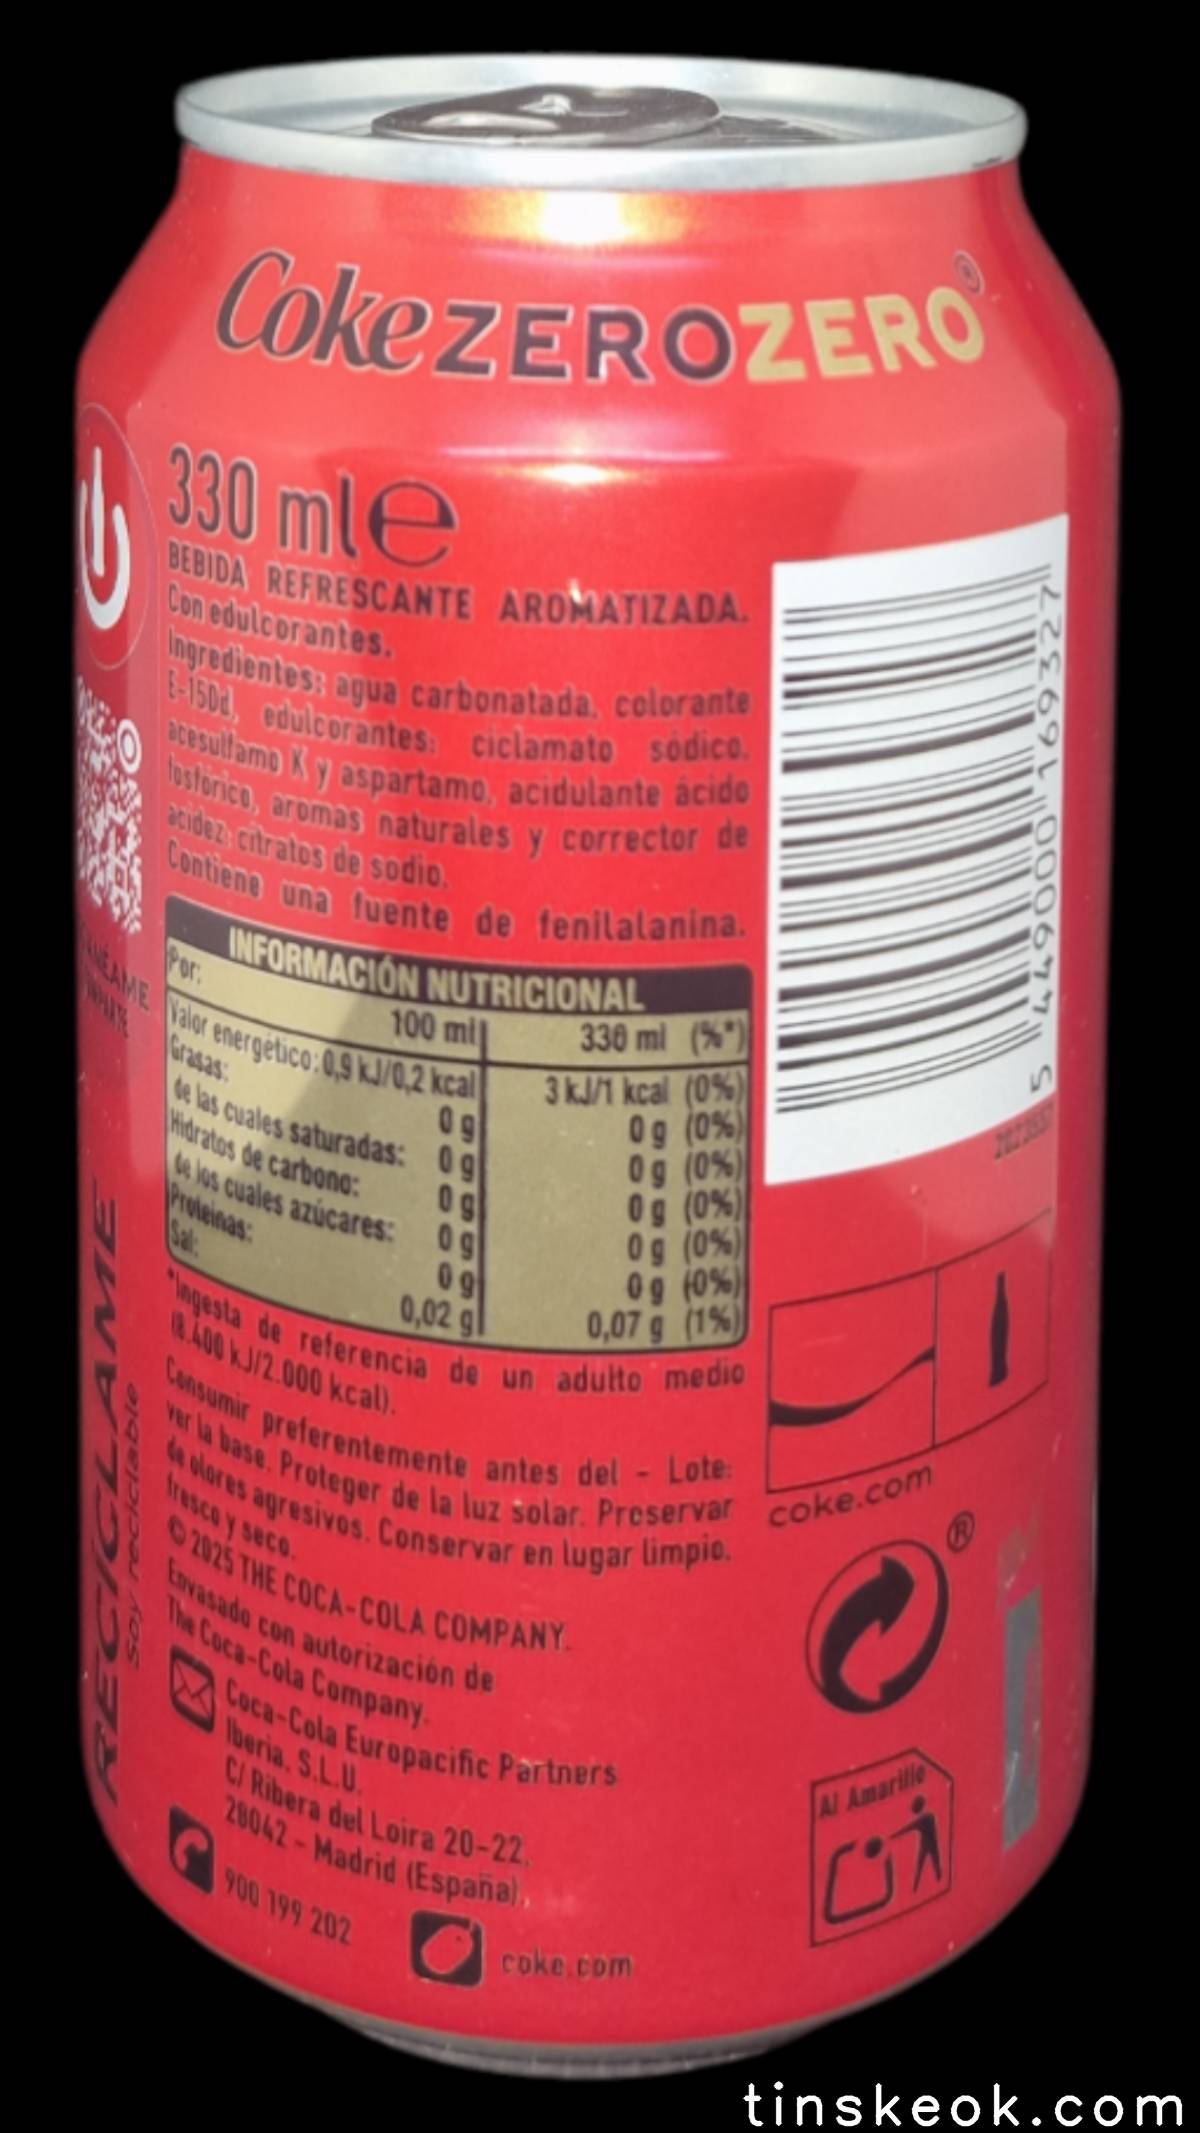 Coke ZERO ZERO®
330 ml e
BEBIDA REFRESCANTE AROMATIZADA.
Con edulcorantes.
Ingredientes: agua carbonatada, colorante
E-150d, edulcorantes: ciclamato sódico,
acesulfamo K y aspartamo, acidulante ácido
fosfórico, aromas naturales y corrector de
acidez: citratos de sodio.
Contiene una fuente de fenilalanina.
INFORMACIÓN NUTRICIONAL
Por: 100 ml 330 ml (%*)
Valor energético: 0,9 kJ/0,2 kcal 3 kJ/1 kcal (0%)
Grasas: 0 g 0 g (0%)
de las cuales saturadas: 0 g 0 g (0%)
Hidratos de carbono: 0 g 0 g (0%)
de los cuales azúcares: 0 g 0 g (0%)
Proteínas: 0 g 0 g (0%)
Sal: 0,02 g 0,07 g (1%)
*Ingesta de referencia de un adulto medio
(8.400 kJ/2.000 kcal).
Consumir preferentemente antes del - Lote:
ver la base. Proteger de la luz solar. Preservar
de olores agresivos. Conservar en lugar limpio,
fresco y seco.
© 2025 THE COCA-COLA COMPANY.
Envasado con autorización de
The Coca-Cola Company.
Coca-Cola Europacific Partners
Iberia, S.L.U.
C/ Ribera del Loira 20-22.
28042 - Madrid (España).
900 199 202
coke.com
RECÍCLAME
Soy reciclable
5 449000 169327
coke.com
®
Al Amarillo
tinskeok.com